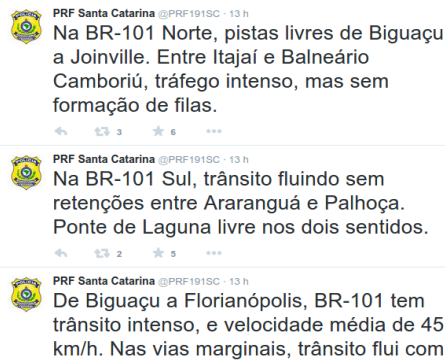 PRF Santa Catarina @PRF191SC · 13 h
Na BR-101 Norte, pistas livres de Biguaçu
a Joinville. Entre Itajaí e Balneário
Camboriú, tráfego intenso, mas sem
formação de filas.
3 6
PRF Santa Catarina @PRF191SC · 13 h
Na BR-101 Sul, trânsito fluindo sem
retenções entre Araranguá e Palhoça.
Ponte de Laguna livre nos dois sentidos.
2 5
PRF Santa Catarina @PRF191SC · 13 h
De Biguaçu a Florianópolis, BR-101 tem
trânsito intenso, e velocidade média de 45
km/h. Nas vias marginais, trânsito flui com